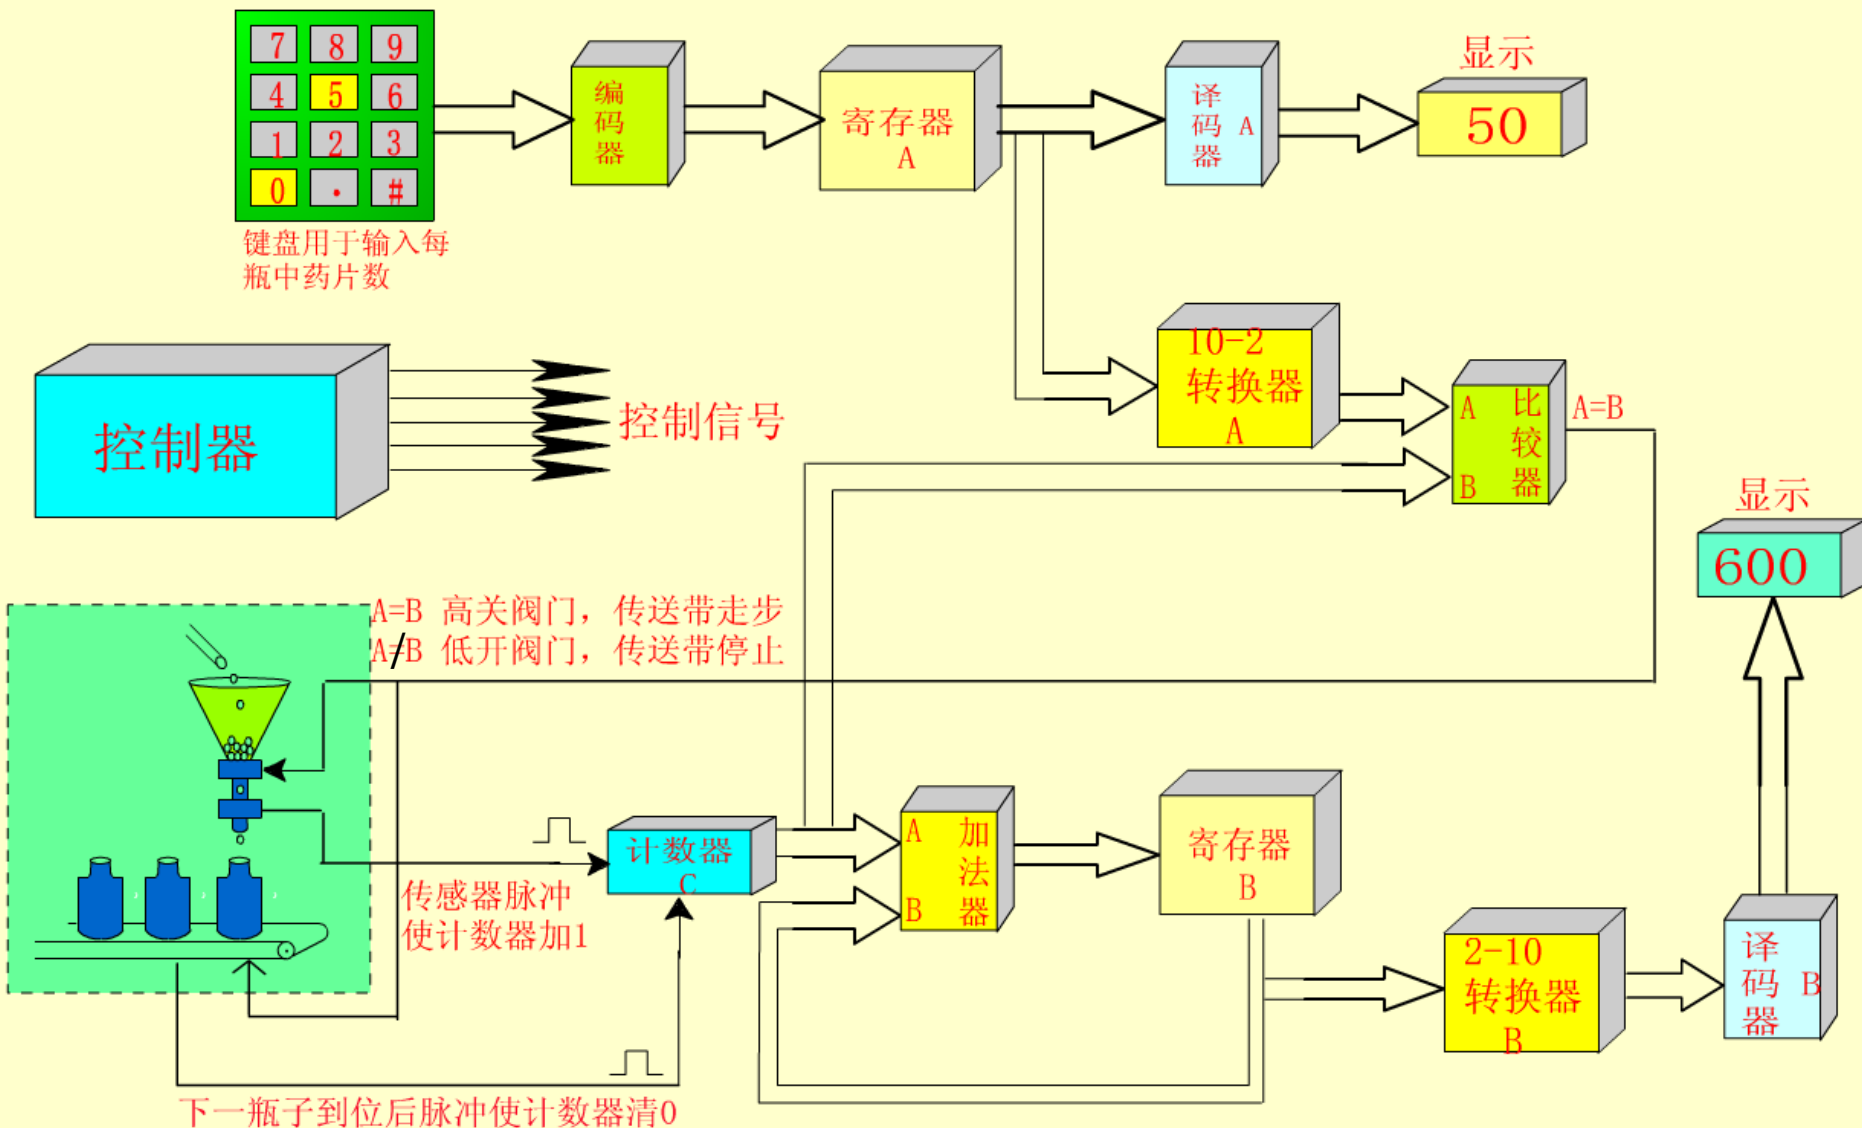 7 8 9
4 5 6
1 2 3
0 . #
键盘用于输入每
瓶中药片数
编码器
寄存器
A
译码器 A
显示
50
10-2
转换器
A
A
B
比较器
A=B
控制器
控制信号
显示
600
A=B 高关阀门，传送带走步
A≠B 低开阀门，传送带停止
传感器脉冲
使计数器加1
计数器
C
A
B
加法器
寄存器
B
2-10
转换器
B
译码器 B
下一瓶子到位后脉冲使计数器清0